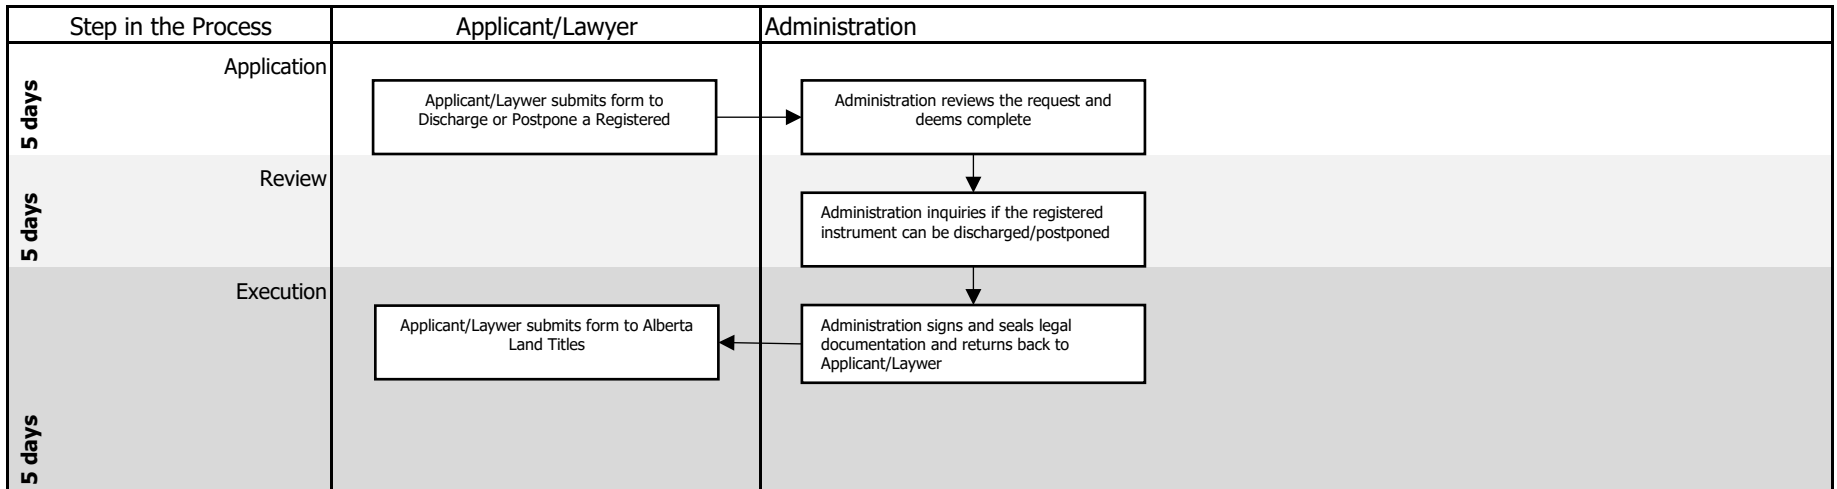 Step in the Process
Applicant/Lawyer
Administration
5 days
Application
Applicant/Laywer submits form to
Discharge or Postpone a Registered
Administration reviews the request and
deems complete
5 days
Review
Administration inquiries if the registered
instrument can be discharged/postponed
5 days
Execution
Applicant/Laywer submits form to Alberta
Land Titles
Administration signs and seals legal
documentation and returns back to
Applicant/Laywer